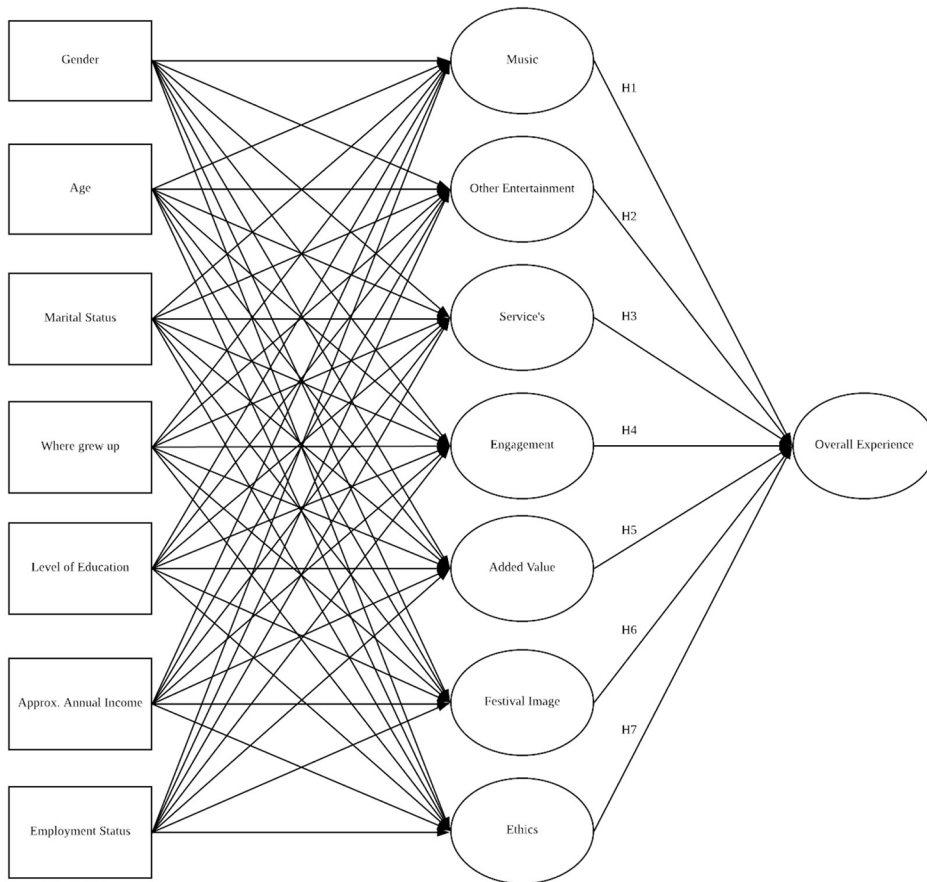 Gender
Age
Marital Status
Where grew up
Level of Education
Approx. Annual Income
Employment Status
Music
Other Entertainment
Service's
Engagement
Added Value
Festival Image
Ethics
H1
H2
H3
H4
H5
H6
H7
Overall Experience